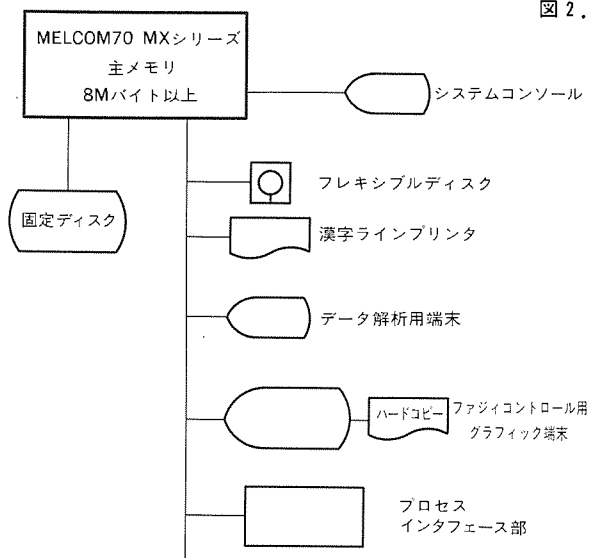 図2.
MELCOM70 MXシリーズ
主メモリ
8Mバイト以上
システムコンソール
フレキシブルディスク
固定ディスク
漢字ラインプリンタ
データ解析用端末
ハードコピー
ファジィコントロール用
グラフィック端末
プロセス
インタフェース部